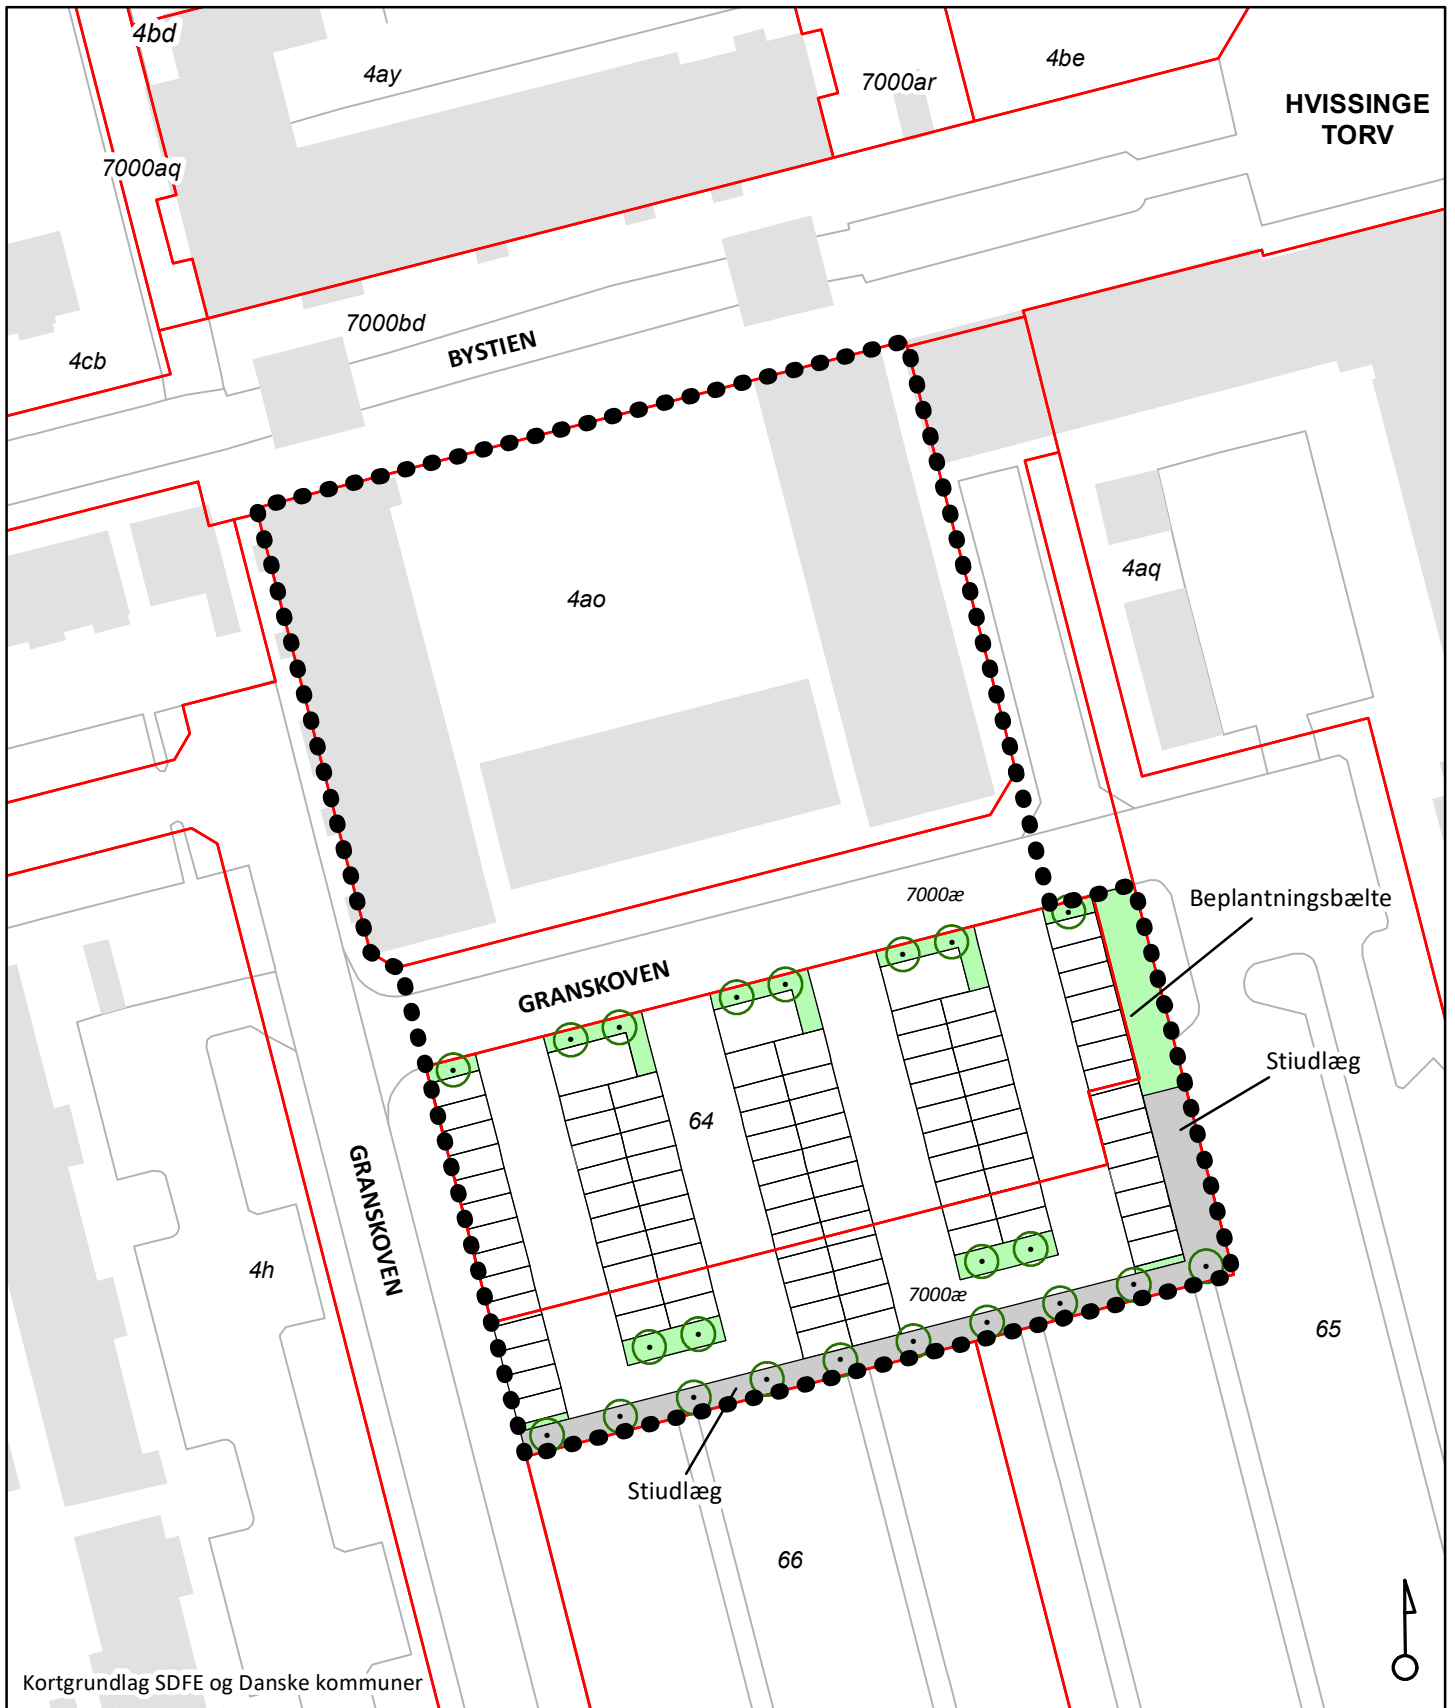 4bd
4ay
7000ar
4be
HVISSINGE
TORV
7000aq
7000bd
BYSTIEN
4cb
4ao
4aq
7000æ
Beplantningsbælte
GRANSKOVEN
Stiudlæg
64
GRANSKOVEN
4h
7000æ
65
Stiudlæg
66
Kortgrundlag SDFE og Danske kommuner